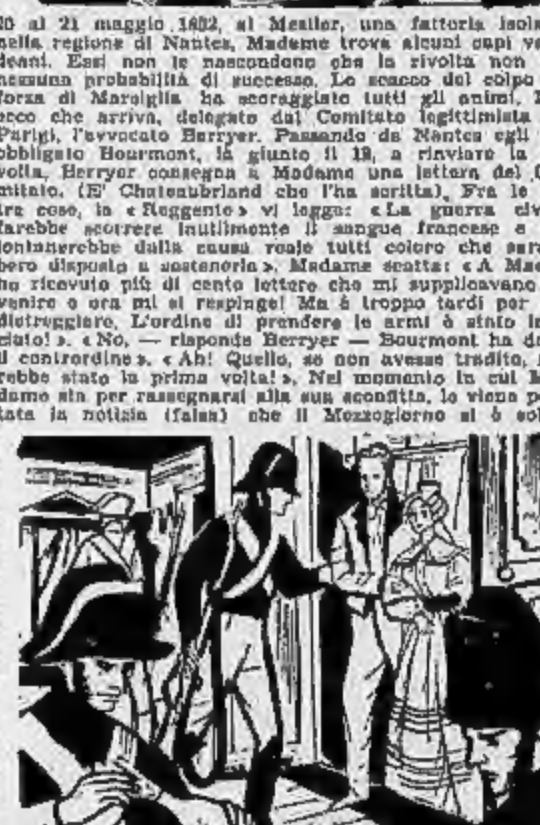 20 al 21 maggio 1832, al Meslier, una fattoria isola
nella regione di Nantes, Madame trova alcuni capi ve
deani. Essi non le nascondono che la rivolta non
nessuna probabilità di successo. Lo scacco del colpo
forza di Marsiglia ha scoraggiato tutti gli animi.
ecco che arriva, delegato dal Comitato legittimista
Parigi, l'avvocato Berryer. Passando da Nantes egli
obbligato Bourmont, là giunto il 19, a rinviare la
volta. Berryer consegna a Madame una lettera del
mitato. (E' Chateaubriand che l'ha scritta). Fra le
tre cose, la « Reggente » vi legge: « La guerra civ
farebbe scorrere inutilmente il sangue francese e
lontanerebbe dalla causa reale tutti coloro che sar
bero disposto a sostenerla ». Madame scatta: « A Mas
ho ricevuto più di cento lettere che mi supplicavano
venire e ora mi si respinge! Ma è troppo tardi per
distruggiere. L'ordine di prendere le armi è stato
ciato! ». « No, — risponde Berryer — Bourmont ha da
il contrordine ». « Ah! Quello, se non avesse tradito,
rebbe stato la prima volta! ». Nel momento in cui M
dame sta per rassegnarsi alla sua sconfitta, le viene po
tata la notizia (falsa) che il Mezzogiorno si è sol